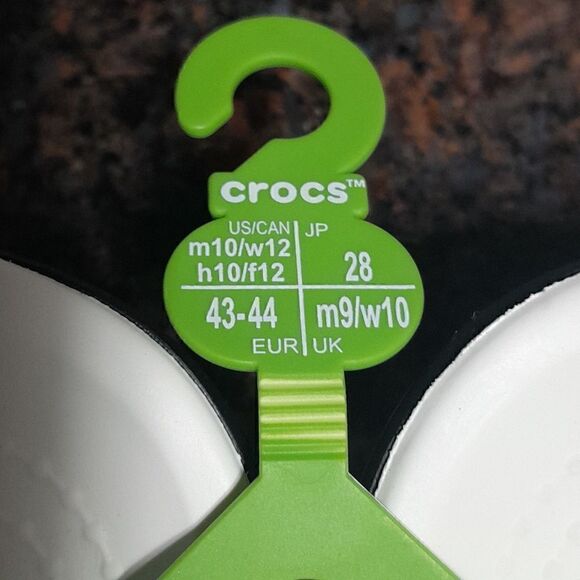 crocs™
US/CAN JP
m10/w12
h10/f12 28
43-44 m9/w10
EUR UK